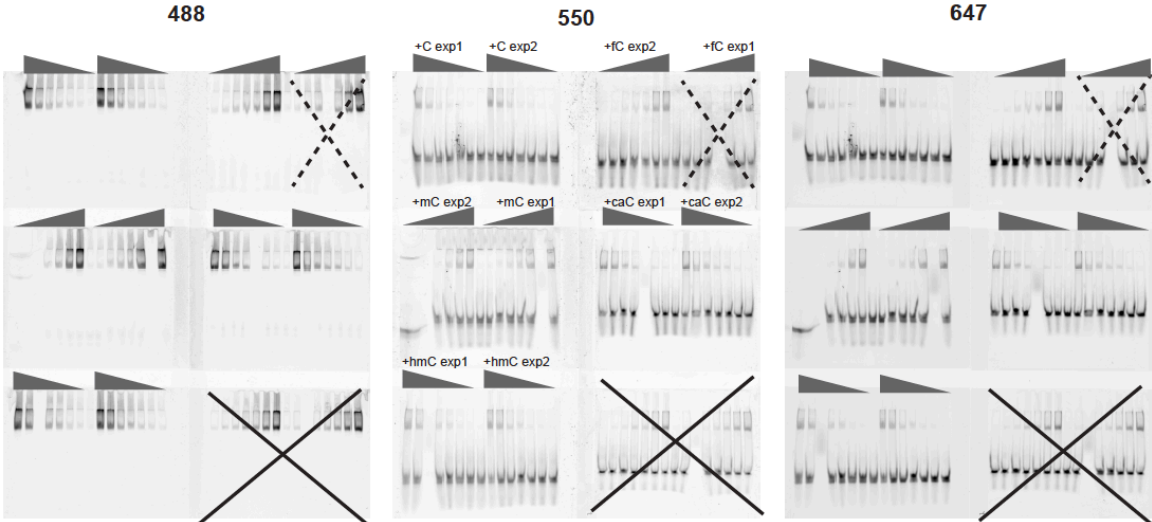 488 550 647
+C exp1 +C exp2 +fC exp2 +fC exp1
+mC exp2 +mC exp1 +caC exp1 +caC exp2
+hmC exp1 +hmC exp2